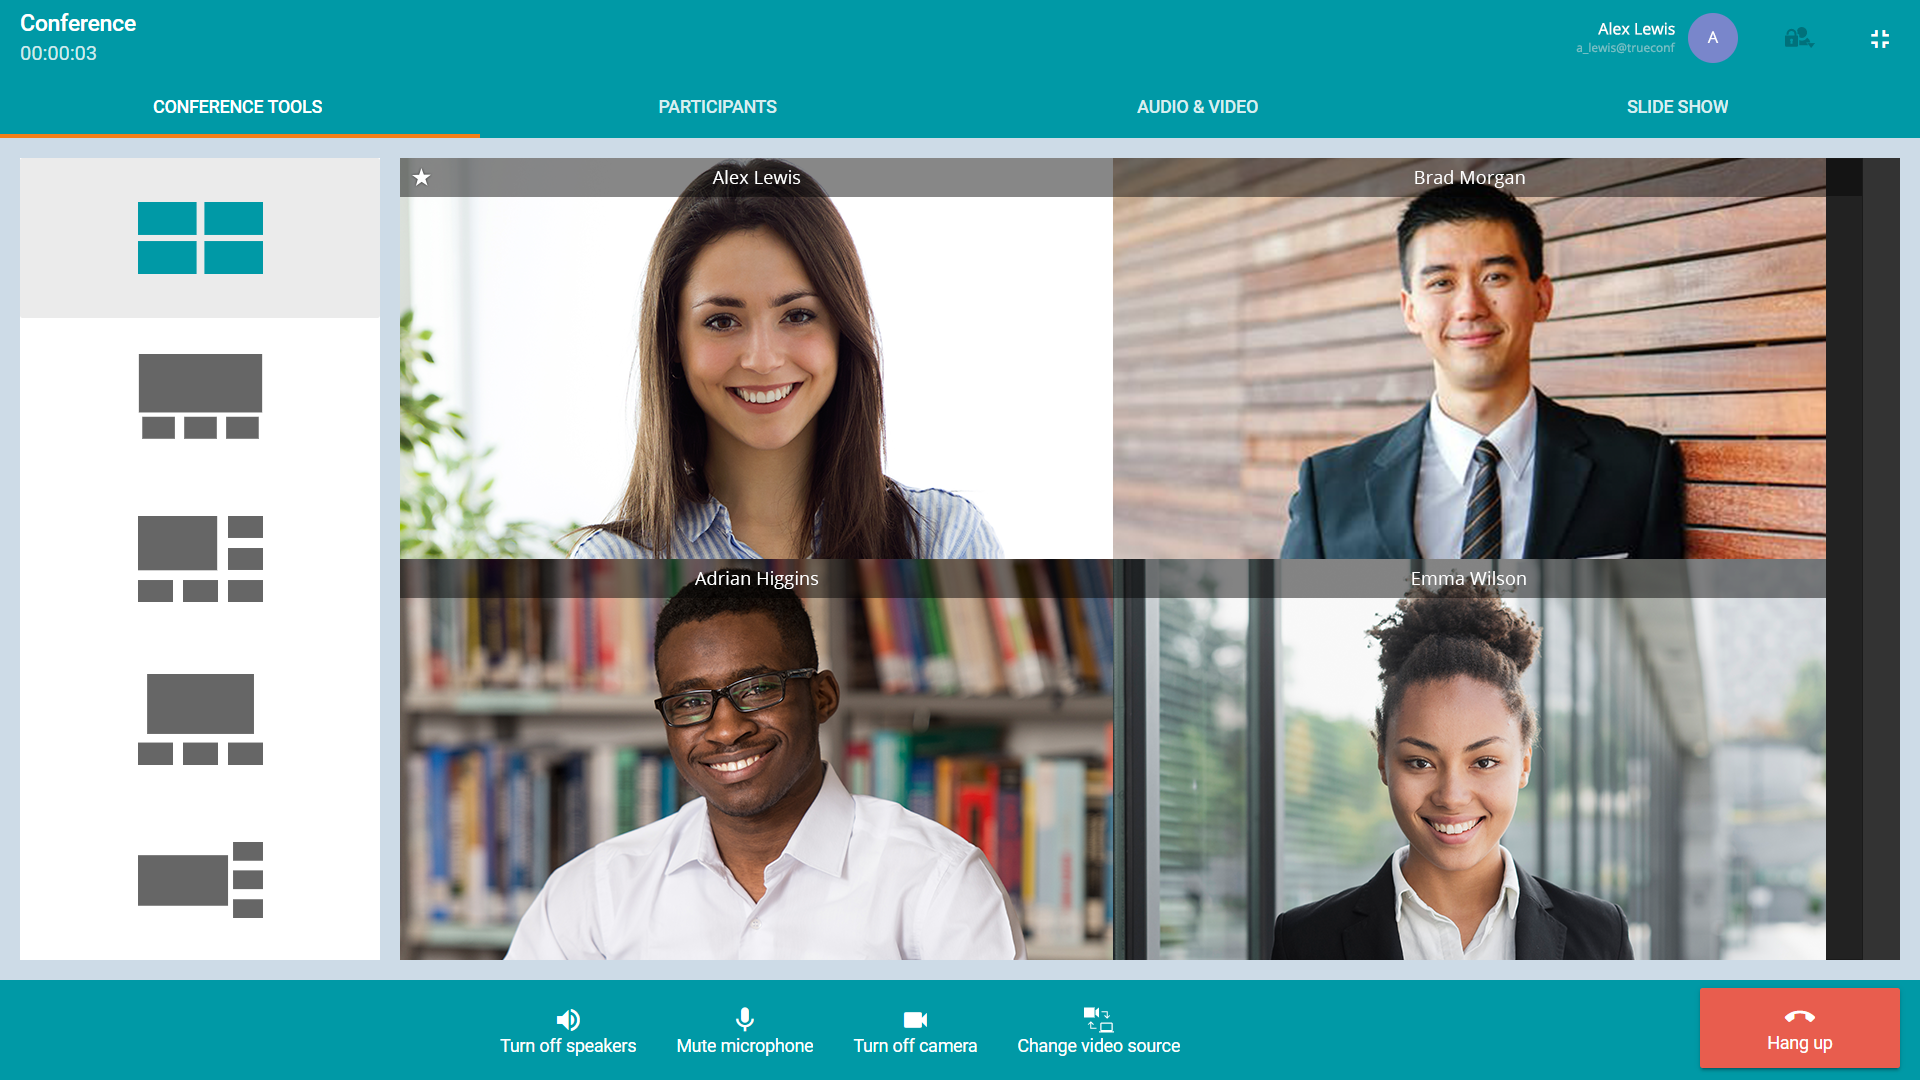 Conference
00:00:03
Alex Lewis
a_lewis@trueconf
A
CONFERENCE TOOLS
PARTICIPANTS
AUDIO & VIDEO
SLIDE SHOW
Alex Lewis
Brad Morgan
Adrian Higgins
Emma Wilson
Turn off speakers
Mute microphone
Turn off camera
Change video source
Hang up